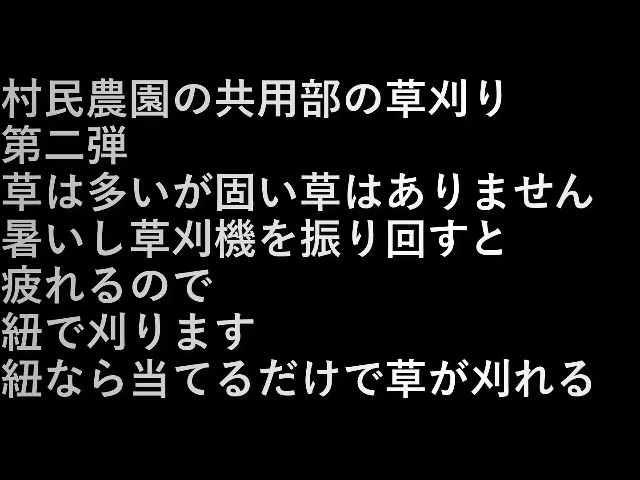 村民農園の共用部の草刈り
第二弾
草は多いが固い草はありません
暑いし草刈機を振り回すと
疲れるので
紐で刈ります
紐なら当てるだけで草が刈れる